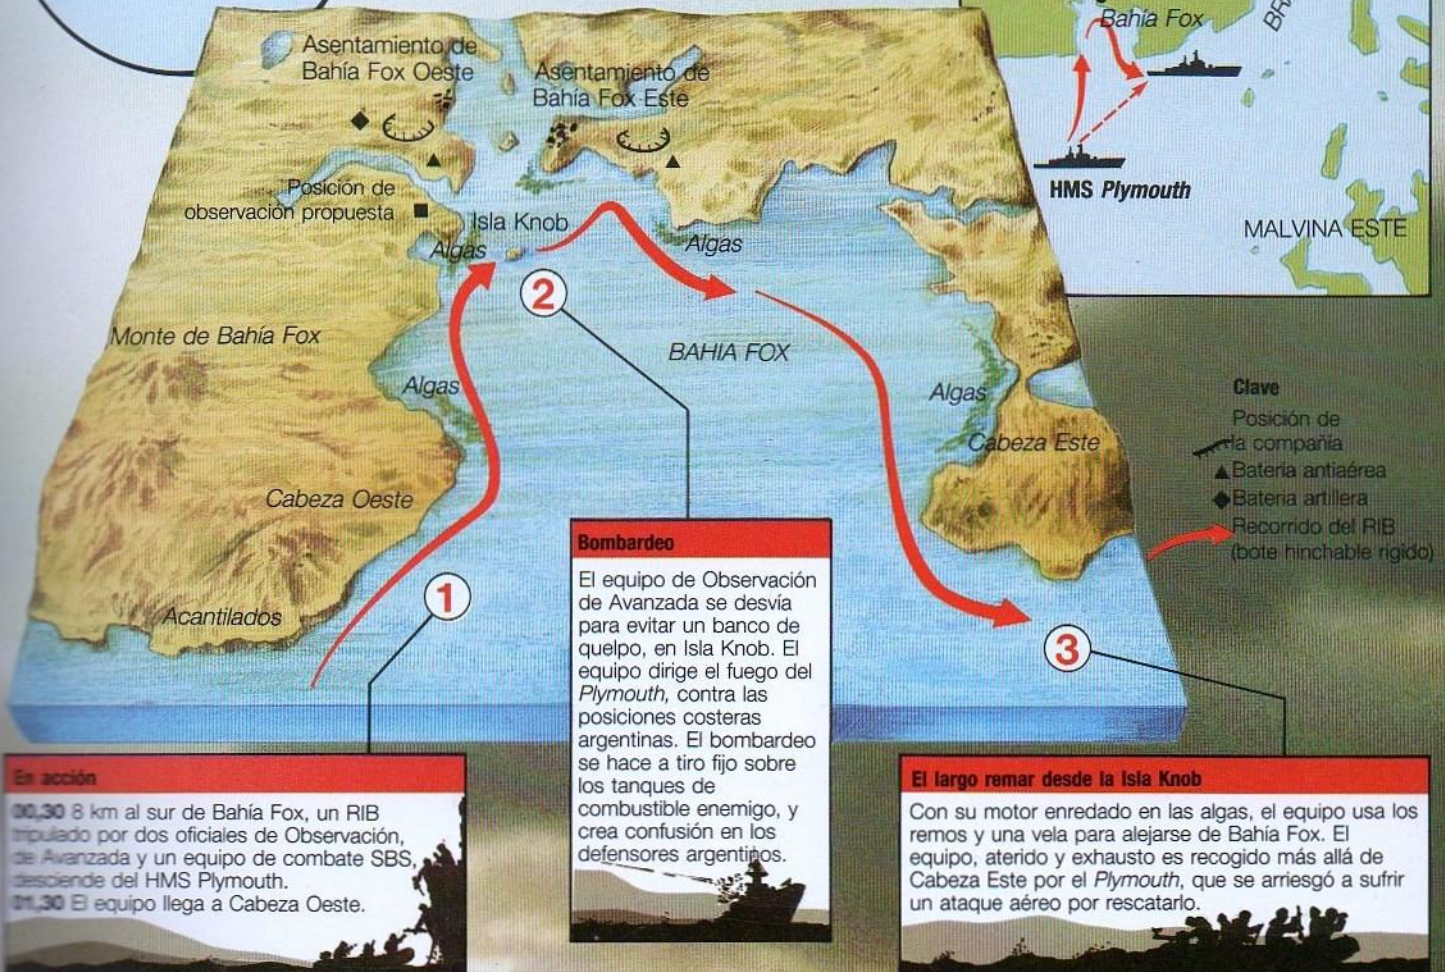 Asentamiento de
Bahía Fox Oeste
Asentamiento de
Bahía Fox Este
Posición de
observación propuesta
Isla Knob
Algas
Algas
2
Monte de Bahía Fox
BAHIA FOX
Algas
Algas
Cabeza Este
Cabeza Oeste
1
Acantilados
3
Bahía Fox
HMS Plymouth
MALVINA ESTE
Clave
Posición de
la compañía
Bateria antiaérea
Bateria artillera
Recorrido del RIB
(bote hinchable rigido)
En acción
00,30 8 km al sur de Bahía Fox, un RIB
tripulado por dos oficiales de Observación,
de Avanzada y un equipo de combate SBS,
desciende del HMS Plymouth.
01,30 El equipo llega a Cabeza Oeste.
Bombardeo
El equipo de Observación
de Avanzada se desvía
para evitar un banco de
quelpo, en Isla Knob. El
equipo dirige el fuego del
Plymouth, contra las
posiciones costeras
argentinas. El bombardeo
se hace a tiro fijo sobre
los tanques de
combustible enemigo, y
crea confusión en los
defensores argentinos.
El largo remar desde la Isla Knob
Con su motor enredado en las algas, el equipo usa los
remos y una vela para alejarse de Bahía Fox. El
equipo, aterido y exhausto es recogido más allá de
Cabeza Este por el Plymouth, que se arriesgó a sufrir
un ataque aéreo por rescatarlo.